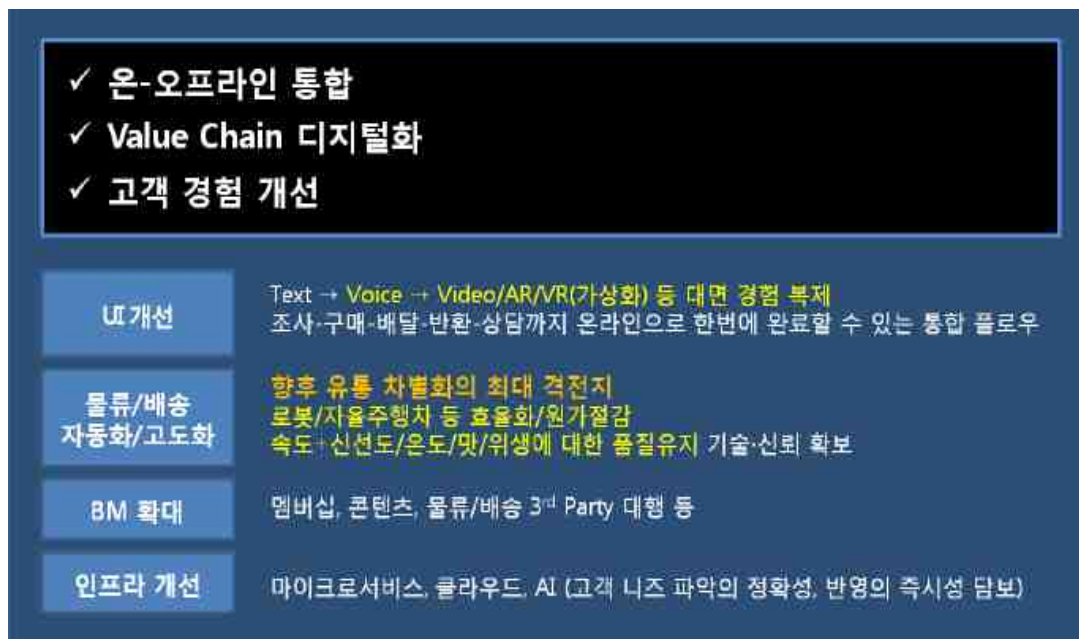 ✓ 온-오프라인 통합
✓ Value Chain 디지털화
✓ 고객 경험 개선
UI개선
Text → Voice → Video/AR/VR(가상화) 등 대면 경험 복제
조사-구매-배달-반환-상담까지 온라인으로 한번에 완료할 수 있는 통합 플로우
물류/배송
자동화/고도화
향후 유통 차별화의 최대 격전지
로봇/자율주행차 등 효율화/원가절감
속도+신선도/온도/맛/위생에 대한 품질유지 기술·신뢰 확보
BM 확대
멤버십, 콘텐츠, 물류/배송 3rd Party 대행 등
인프라 개선
마이크로서비스, 클라우드, AI (고객 니즈 파악의 정확성, 반영의 즉시성 담보)